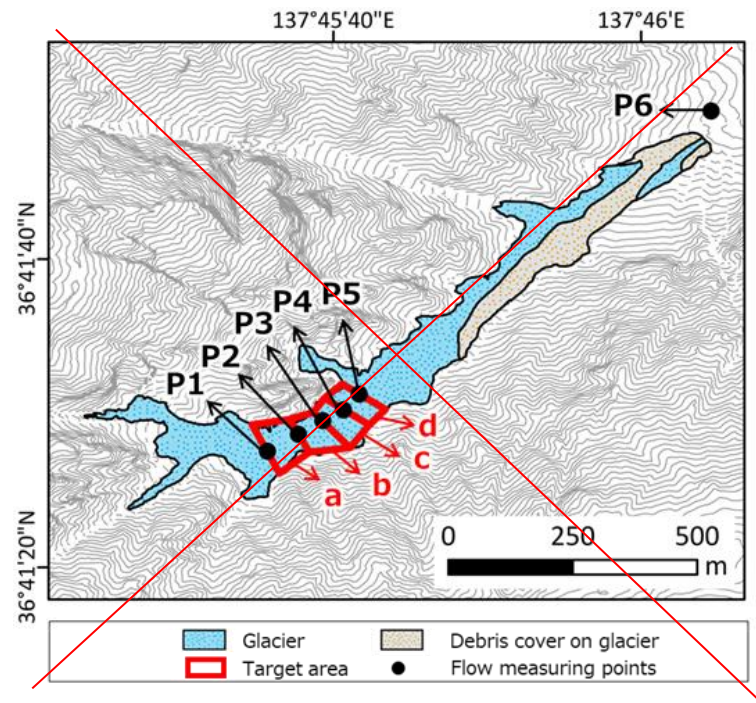 137°45'40"E
137°46'E
P6
36°41'40"N
P5
P4
P3
P2
P1
d
c
b
a
0 250 500
m
36°41'20"N
Glacier
Debris cover on glacier
Target area
Flow measuring points